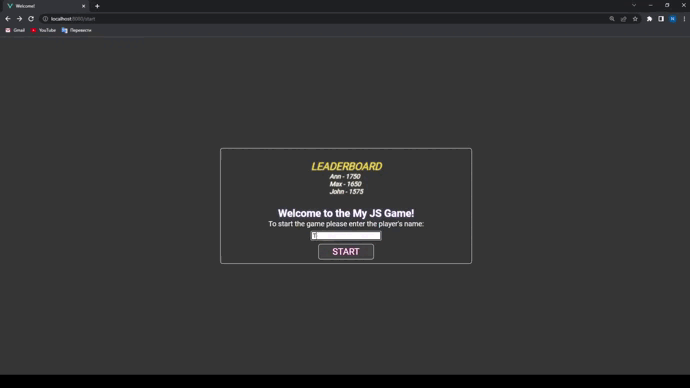 Welcome!
localhost:8080/start
N
Gmail
YouTube
Перевести
LEADERBOARD
Ann - 1750
Max - 1650
John - 1575
Welcome to the My JS Game!
To start the game please enter the player's name:
T
START